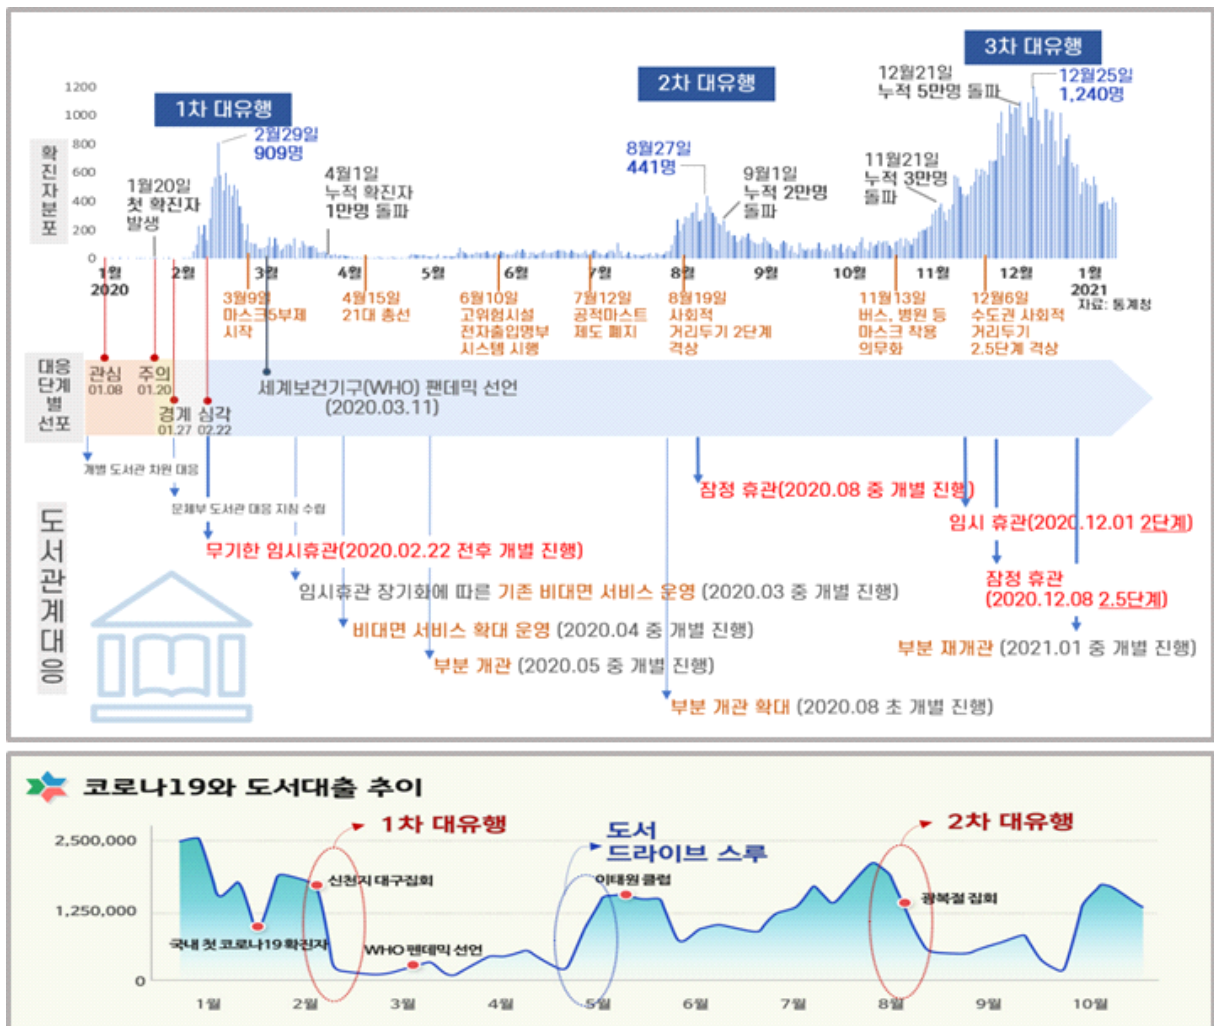 3차 대유행
2차 대유행
1차 대유행
12월21일
누적 5만명 돌파
12월25일
1,240명
1200
1000
800
600
400
200
0
확진자분포
2월29일
909명
1월20일
첫 확진자
발생
4월1일
누적 확진자
1만명 돌파
8월27일
441명
9월1일
누적 2만명
돌파
11월21일
누적 3만명
돌파
1월
2020
2월
3월
4월
5월
6월
7월
8월
9월
10월
11월
12월
1월
2021
자료: 통계청
3월9일
마스크5부제
시작
4월15일
21대 총선
6월10일
고위험시설
전자출입명부
시스템 시행
7월12일
공적마스트
제도 폐지
8월19일
사회적
거리두기 2단계
격상
11월13일
버스, 병원 등
마스크 착용
의무화
12월6일
수도권 사회적
거리두기
2.5단계 격상
대응
단계
별
선포
관심
01.08
주의
01.20
경계
01.27
심각
02.22
세계보건기구(WHO) 팬데믹 선언
(2020.03.11)
도서관계대응
개별 도서관 차원 대응
문체부 도서관 대응 지침 수립
무기한 임시휴관(2020.02.22 전후 개별 진행)
임시휴관 장기화에 따른 기존 비대면 서비스 운영 (2020.03 중 개별 진행)
비대면 서비스 확대 운영 (2020.04 중 개별 진행)
부분 개관 (2020.05 중 개별 진행)
부분 개관 확대 (2020.08 초 개별 진행)
잠정 휴관(2020.08 중 개별 진행)
임시 휴관(2020.12.01 2단계)
잠정 휴관
(2020.12.08 2.5단계)
부분 재개관 (2021.01 중 개별 진행)
코로나19와 도서대출 추이
2,500,000
1,250,000
0
1차 대유행
도서
드라이브 스루
2차 대유행
신천지 대구집회
국내 첫 코로나19 확진자
WHO 펜데믹 선언
이태원 클럽
광복절 집회
1월
2월
3월
4월
5월
6월
7월
8월
9월
10월